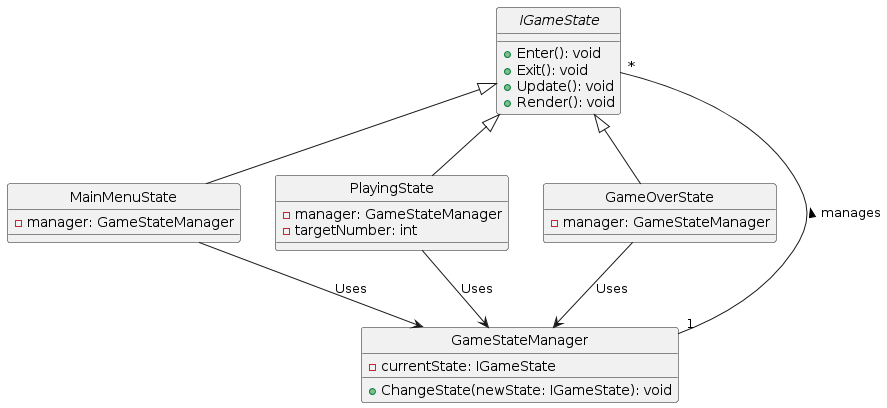 IGameState
Enter(): void
Exit(): void
Update(): void
Render(): void
*
manages
MainMenuState
manager: GameStateManager
PlayingState
manager: GameStateManager
targetNumber: int
GameOverState
manager: GameStateManager
Uses
Uses
Uses
1
GameStateManager
currentState: IGameState
ChangeState(newState: IGameState): void